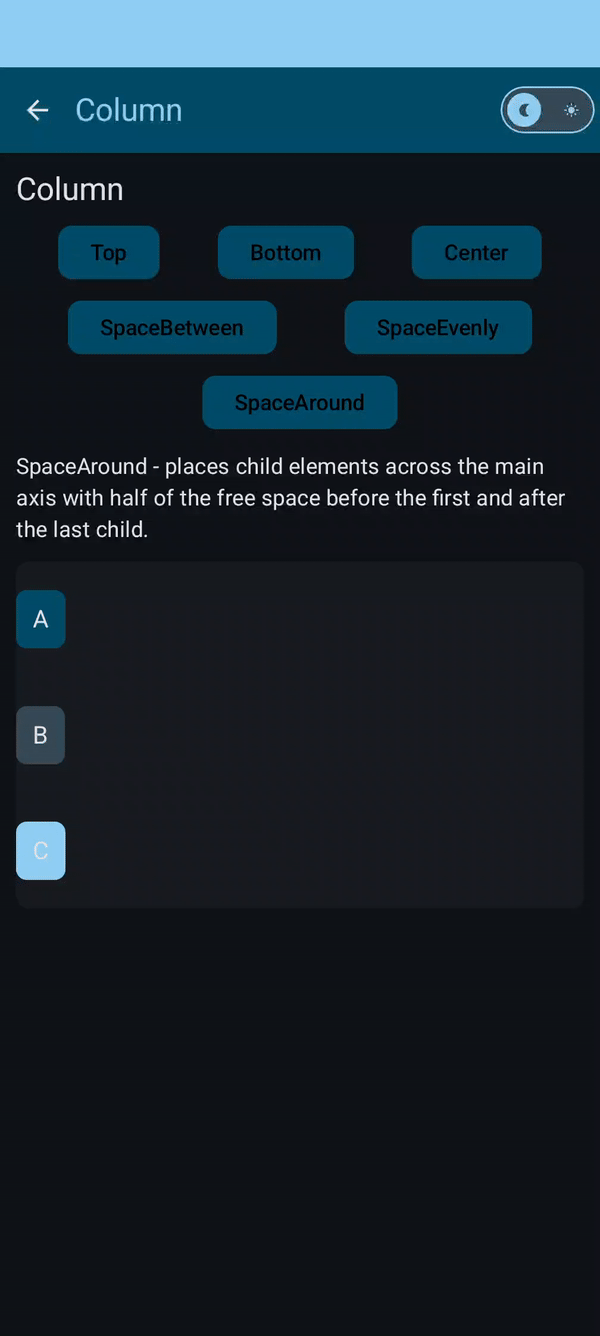 Column
Column
Top Bottom Center
SpaceBetween SpaceEvenly
SpaceAround
SpaceAround - places child elements across the main
axis with half of the free space before the first and after
the last child.
A
B
C